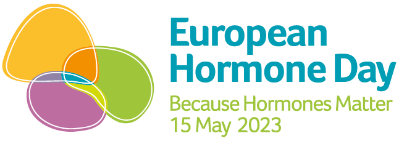 European
Hormone Day
Because Hormones Matter
15 May 2023